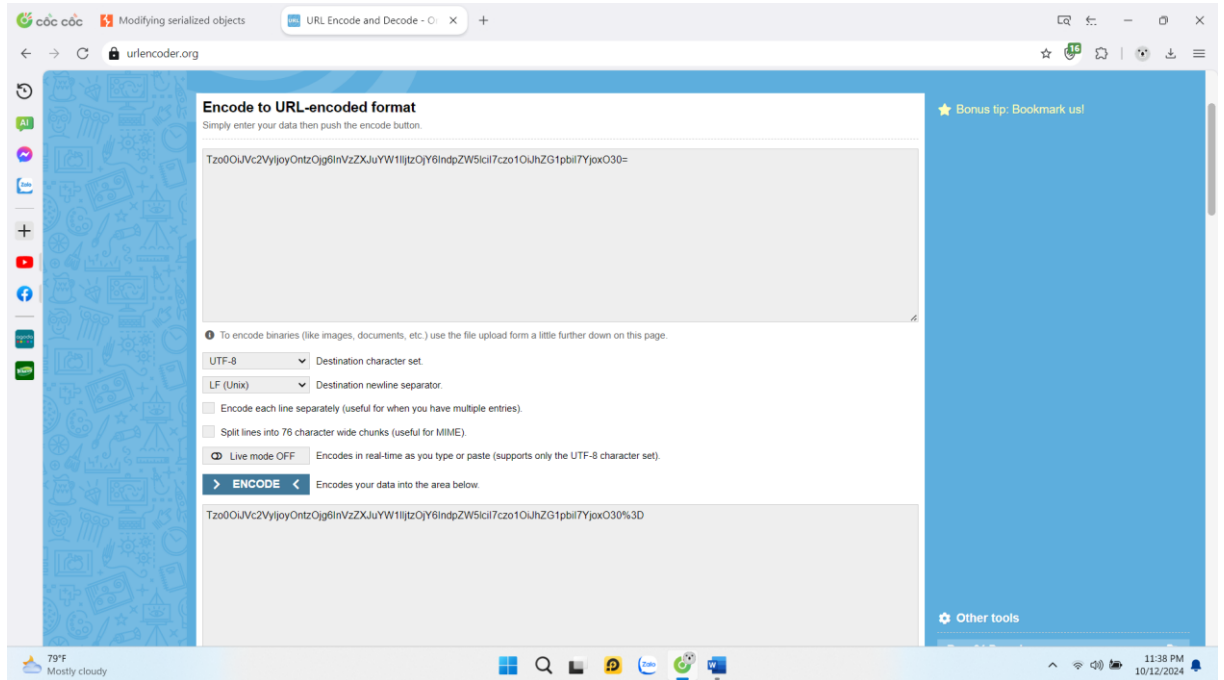 cốc cốc
Modifying serialized objects
URL Encode and Decode - On
urlencoder.org
16
Encode to URL-encoded format
Simply enter your data then push the encode button.
Bonus tip: Bookmark us!
AI
Zalo
Tzo0OiJVc2VyIjoyOntzOjg6InVzZXJuYW1lIjtzOjY6IndpZW5lciI7czo1OiJhZG1pbiI7YjoxO30=
To encode binaries (like images, documents, etc.) use the file upload form a little further down on this page.
UTF-8 Destination character set.
LF (Unix) Destination newline separator.
Encode each line separately (useful for when you have multiple entries).
Split lines into 76 character wide chunks (useful for MIME).
Live mode OFF Encodes in real-time as you type or paste (supports only the UTF-8 character set).
> ENCODE < Encodes your data into the area below.
Tzo0OiJVc2VyIjoyOntzOjg6InVzZXJuYW1lIjtzOjY6IndpZW5lciI7czo1OiJhZG1pbiI7YjoxO30%3D
Other tools
79°F
Mostly cloudy
Zalo
11:38 PM
10/12/2024